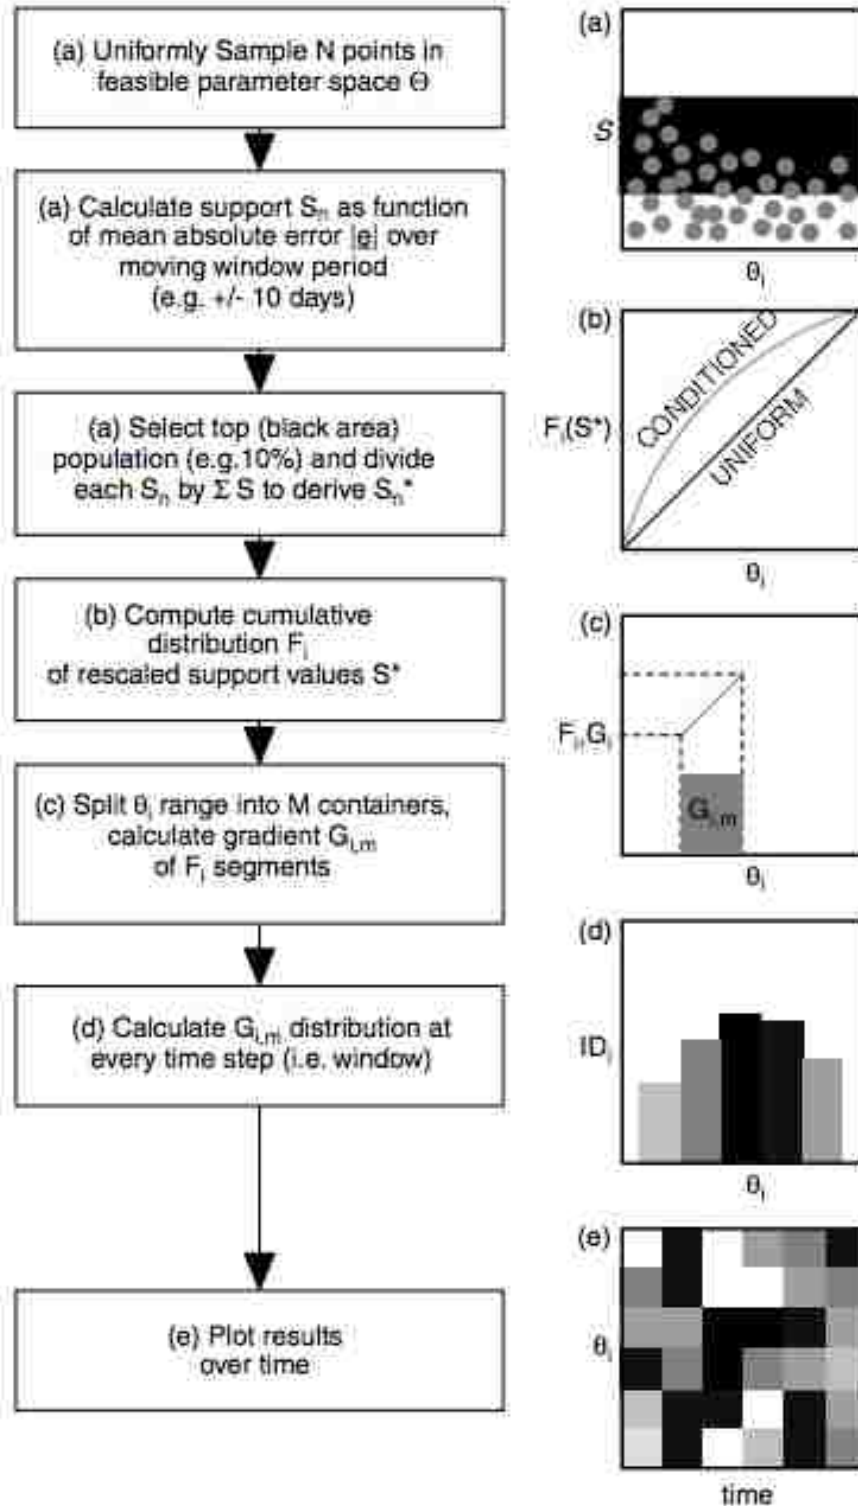 (a) Uniformly Sample N points in
feasible parameter space Θ
(a) Calculate support Sₙ as function
of mean absolute error |e| over
moving window period
(e.g. +/- 10 days)
(a) Select top (black area)
population (e.g.10%) and divide
each Sₙ by Σ S to derive Sₙ*
(b) Compute cumulative
distribution Fᵢ
of rescaled support values S*
(c) Split θᵢ range into M containers,
calculate gradient Gᵢ,ₘ
of Fᵢ segments
(d) Calculate Gᵢ,ₘ distribution at
every time step (i.e. window)
(e) Plot results
over time
(a)
S
θᵢ
(b)
CONDITIONED
UNIFORM
Fᵢ(S*)
θᵢ
(c)
Fᵢ,Gᵢ
Gᵢ,ₘ
θᵢ
(d)
IDᵢ
θᵢ
(e)
θᵢ
time